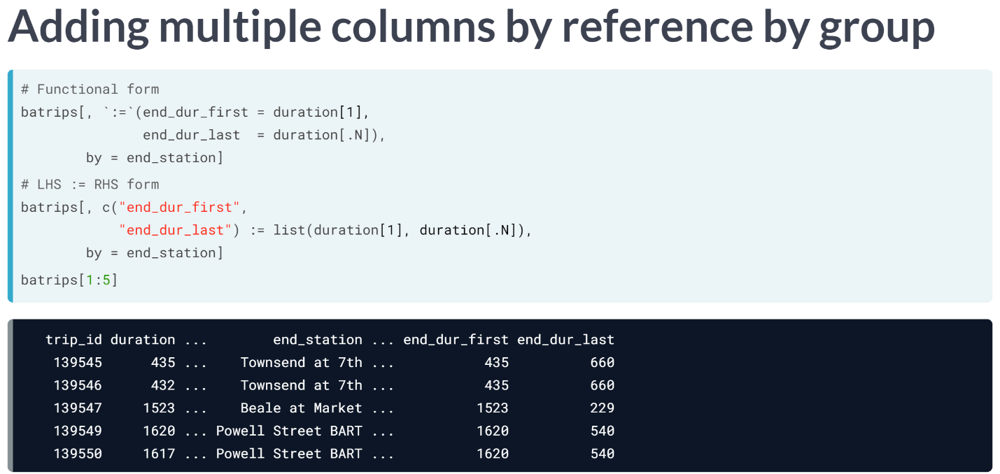 Adding multiple columns by reference by group
# Functional form
batrips[, `:=`(end_dur_first = duration[1],
               end_dur_last  = duration[.N]),
        by = end_station]
# LHS := RHS form
batrips[, c("end_dur_first",
            "end_dur_last") := list(duration[1], duration[.N]),
        by = end_station]
batrips[1:5]
   trip_id duration ...        end_station ... end_dur_first end_dur_last
    139545      435 ...    Townsend at 7th ...           435          660
    139546      432 ...    Townsend at 7th ...           435          660
    139547     1523 ...    Beale at Market ...          1523          229
    139549     1620 ... Powell Street BART ...          1620          540
    139550     1617 ... Powell Street BART ...          1620          540